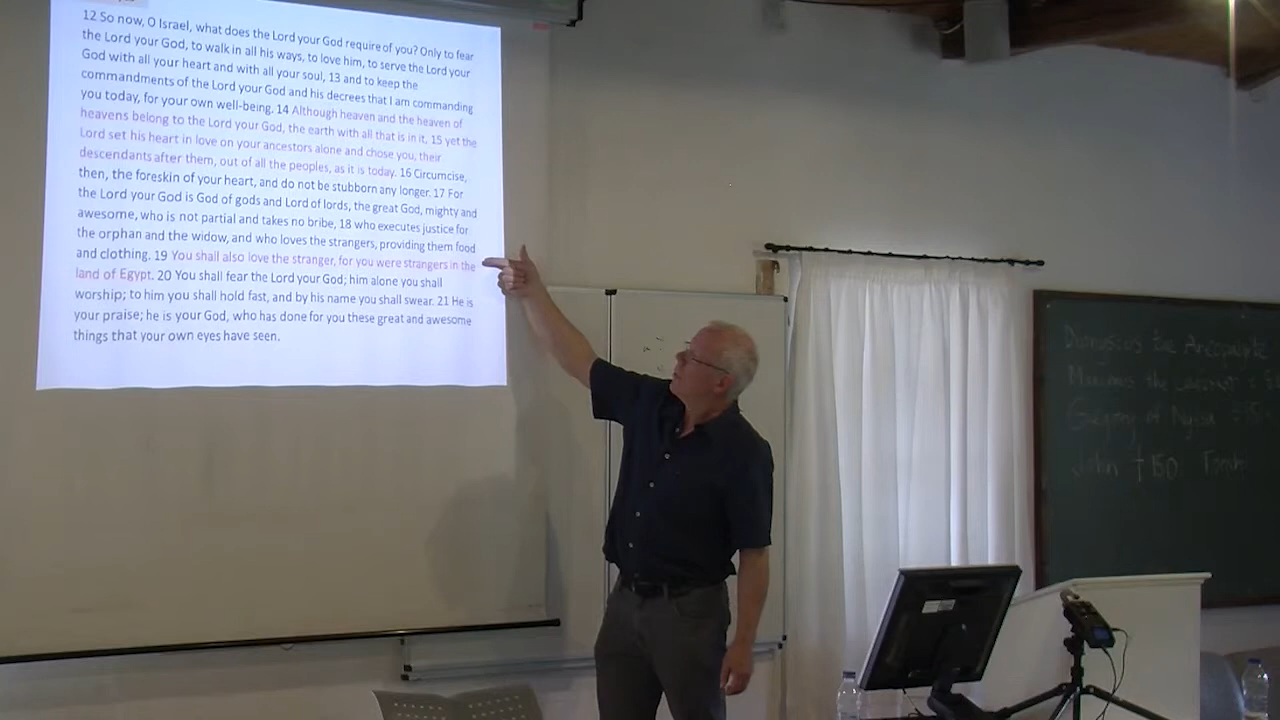 12 So now, O Israel, what does the Lord your God require of you? Only to fear
the Lord your God, to walk in all his ways, to love him, to serve the Lord your
God with all your heart and with all your soul, 13 and to keep the
commandments of the Lord your God and his decrees that I am commanding
you today, for your own well-being. 14 Although heaven and the heaven of
heavens belong to the Lord your God, the earth with all that is in it, 15 yet the
Lord set his heart in love on your ancestors alone and chose you, their
descendants after them, out of all the peoples, as it is today. 16 Circumcise,
then, the foreskin of your heart, and do not be stubborn any longer. 17 For
the Lord your God is God of gods and Lord of lords, the great God, mighty and
awesome, who is not partial and takes no bribe, 18 who executes justice for
the orphan and the widow, and who loves the strangers, providing them food
and clothing. 19 You shall also love the stranger, for you were strangers in the
land of Egypt. 20 You shall fear the Lord your God; him alone you shall
worship; to him you shall hold fast, and by his name you shall swear. 21 He is
your praise; he is your God, who has done for you these great and awesome
things that your own eyes have seen.
Dionysios the Areopagite
Maximus the
Gregory of Nyssa
John † 150